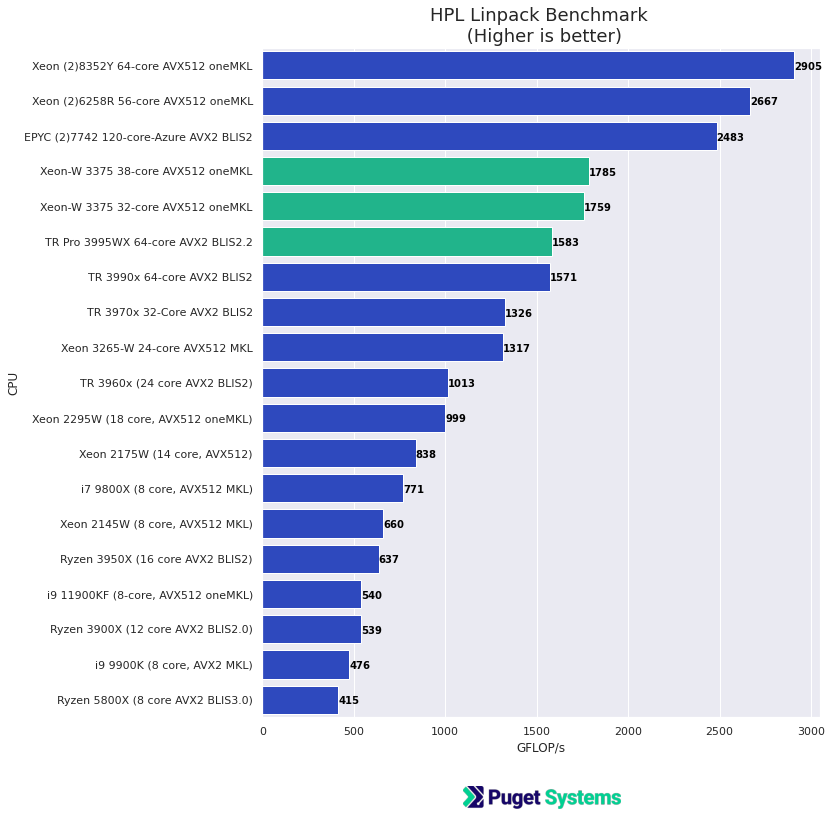 HPL Linpack Benchmark
(Higher is better)
Xeon (2)8352Y 64-core AVX512 oneMKL 2905
Xeon (2)6258R 56-core AVX512 oneMKL 2667
EPYC (2)7742 120-core-Azure AVX2 BLIS2 2483
Xeon-W 3375 38-core AVX512 oneMKL 1785
Xeon-W 3375 32-core AVX512 oneMKL 1759
TR Pro 3995WX 64-core AVX2 BLIS2.2 1583
TR 3990x 64-core AVX2 BLIS2 1571
TR 3970x 32-Core AVX2 BLIS2 1326
Xeon 3265-W 24-core AVX512 MKL 1317
TR 3960x (24 core AVX2 BLIS2) 1013
Xeon 2295W (18 core, AVX512 oneMKL) 999
Xeon 2175W (14 core, AVX512) 838
i7 9800X (8 core, AVX512 MKL) 771
Xeon 2145W (8 core, AVX512 MKL) 660
Ryzen 3950X (16 core AVX2 BLIS2) 637
i9 11900KF (8-core, AVX512 oneMKL) 540
Ryzen 3900X (12 core AVX2 BLIS2.0) 539
i9 9900K (8 core, AVX2 MKL) 476
Ryzen 5800X (8 core AVX2 BLIS3.0) 415
CPU
0 500 1000 1500 2000 2500 3000
GFLOP/s
Puget Systems